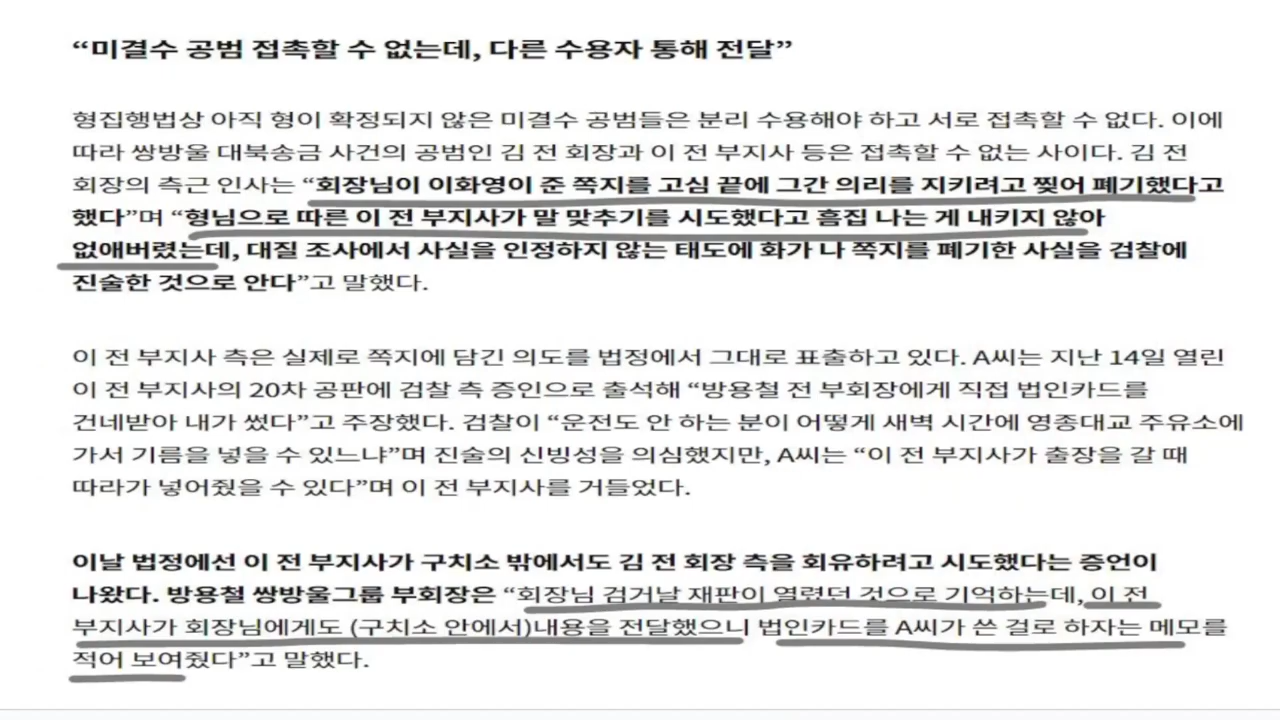 “미결수 공범 접촉할 수 없는데, 다른 수용자 통해 전달”
형집행법상 아직 형이 확정되지 않은 미결수 공범들은 분리 수용해야 하고 서로 접촉할 수 없다. 이에
따라 쌍방울 대북송금 사건의 공범인 김 전 회장과 이 전 부지사 등은 접촉할 수 없는 사이다. 김 전
회장의 측근 인사는 “회장님이 이화영이 준 쪽지를 고심 끝에 그간 의리를 지키려고 찢어 폐기했다고
했다”며 “형님으로 따른 이 전 부지사가 말 맞추기를 시도했다고 흠집 나는 게 내키지 않아
없애버렸는데, 대질 조사에서 사실을 인정하지 않는 태도에 화가 나 쪽지를 폐기한 사실을 검찰에
진술한 것으로 안다”고 말했다.
이 전 부지사 측은 실제로 쪽지에 담긴 의도를 법정에서 그대로 표출하고 있다. A씨는 지난 14일 열린
이 전 부지사의 20차 공판에 검찰 측 증인으로 출석해 “방용철 전 부회장에게 직접 법인카드를
건네받아 내가 썼다”고 주장했다. 검찰이 “운전도 안 하는 분이 어떻게 새벽 시간에 영종대교 주유소에
가서 기름을 넣을 수 있느냐”며 진술의 신빙성을 의심했지만, A씨는 “이 전 부지사가 출장을 갈 때
따라가 넣어줬을 수 있다”며 이 전 부지사를 거들었다.
이날 법정에선 이 전 부지사가 구치소 밖에서도 김 전 회장 측을 회유하려고 시도했다는 증언이
나왔다. 방용철 쌍방울그룹 부회장은 “회장님 검거날 재판이 열렸던 것으로 기억하는데, 이 전
부지사가 회장님에게도 (구치소 안에서)내용을 전달했으니 법인카드를 A씨가 쓴 걸로 하자는 메모를
적어 보여줬다”고 말했다.